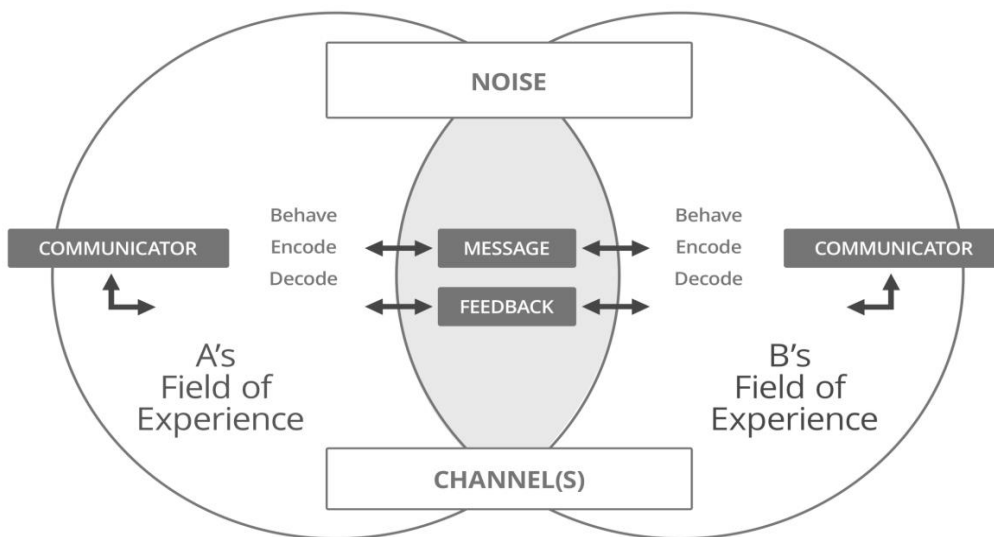 NOISE
Behave
Behave
COMMUNICATOR
Encode
MESSAGE
Encode
COMMUNICATOR
Decode
Decode
FEEDBACK
A's
Field of
Experience
B's
Field of
Experience
CHANNEL(S)